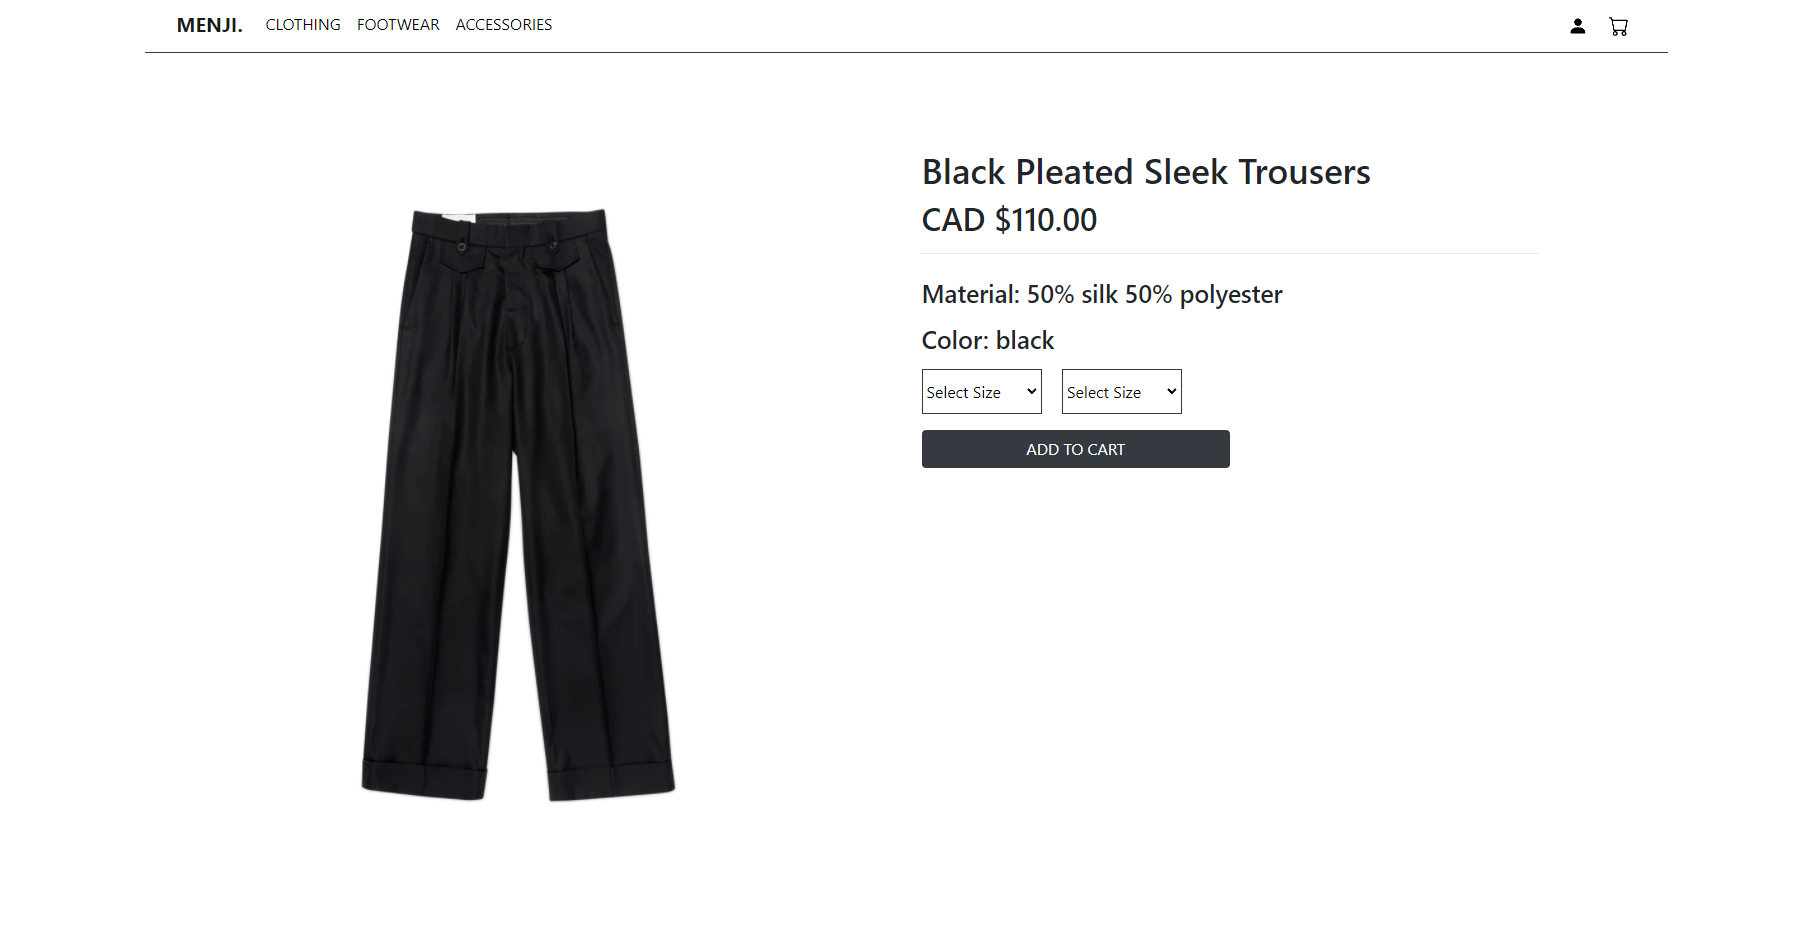 MENJI. CLOTHING FOOTWEAR ACCESSORIES
Black Pleated Sleek Trousers
CAD $110.00
Material: 50% silk 50% polyester
Color: black
Select Size Select Size
ADD TO CART